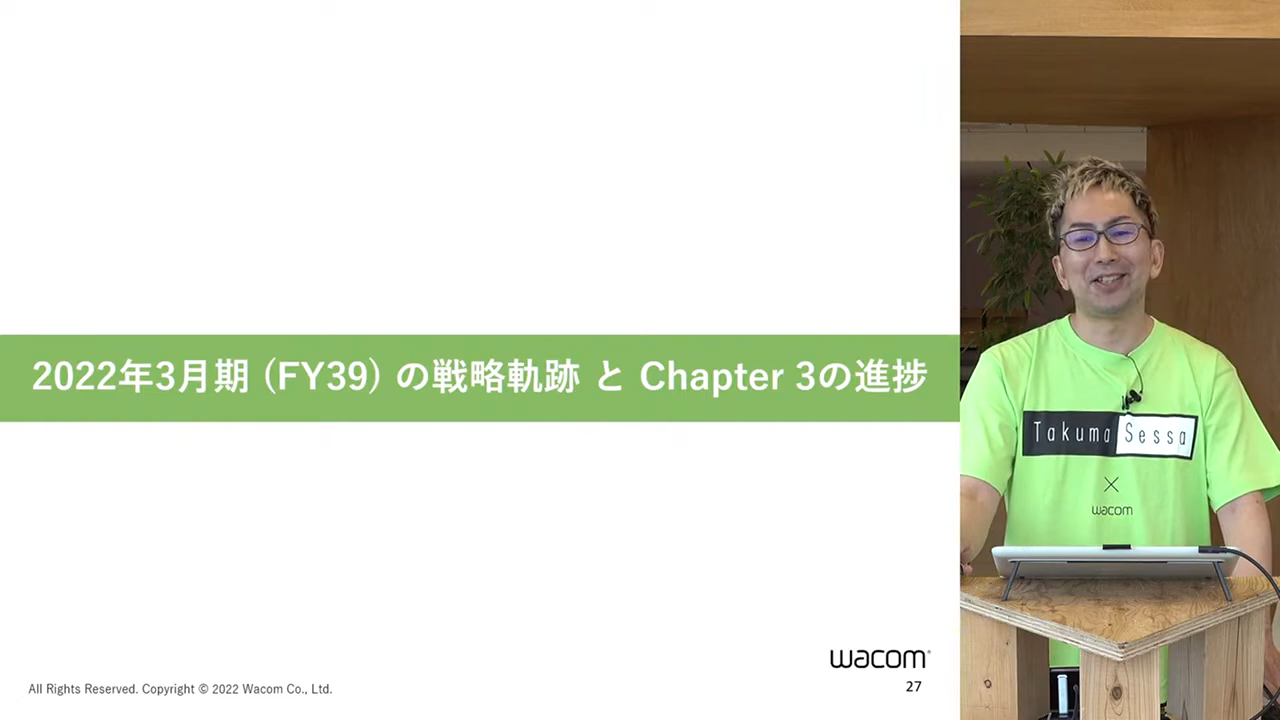 2022年3月期 (FY39) の戦略軌跡 と Chapter 3の進捗
Takuma Sessa
×
wacom
wacom®
All Rights Reserved. Copyright © 2022 Wacom Co., Ltd.
27